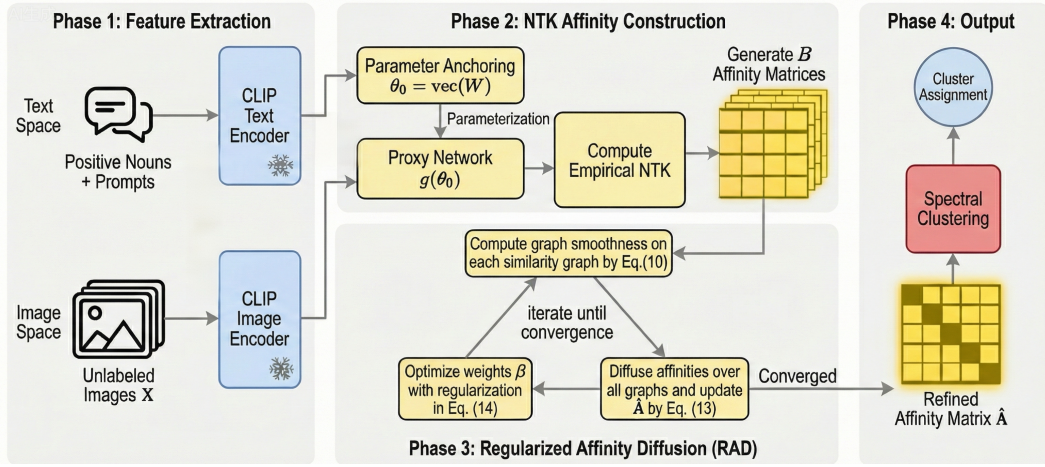 Phase 1: Feature Extraction
Text
Space
Positive Nouns
+ Prompts
CLIP
Text
Encoder
Image
Space
Unlabeled
Images X
CLIP
Image
Encoder
Phase 2: NTK Affinity Construction
Parameter Anchoring
θ₀ = vec(W)
Parameterization
Proxy Network
g(θ₀)
Compute
Empirical NTK
Generate B
Affinity Matrices
Compute graph smoothness on
each similarity graph by Eq.(10)
iterate until
convergence
Optimize weights β
with regularization
in Eq. (14)
Diffuse affinities over
all graphs and update
Â by Eq. (13)
Converged
Phase 3: Regularized Affinity Diffusion (RAD)
Phase 4: Output
Cluster
Assignment
Spectral
Clustering
Refined
Affinity Matrix Â